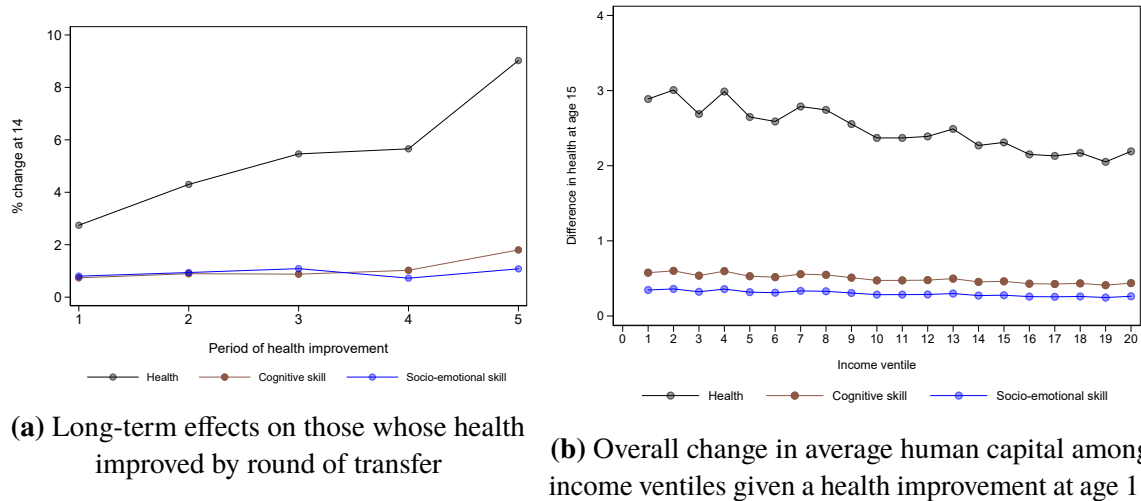 10
8
6
4
2
0
% change at 14
1 2 3 4 5
Period of health improvement
Health Cognitive skill Socio-emotional skill
(a) Long-term effects on those whose health
improved by round of transfer
4
3
2
1
0
Difference in health at age 15
0 1 2 3 4 5 6 7 8 9 10 11 12 13 14 15 16 17 18 19 20
Income ventile
Health Cognitive skill Socio-emotional skill
(b) Overall change in average human capital among
income ventiles given a health improvement at age 1